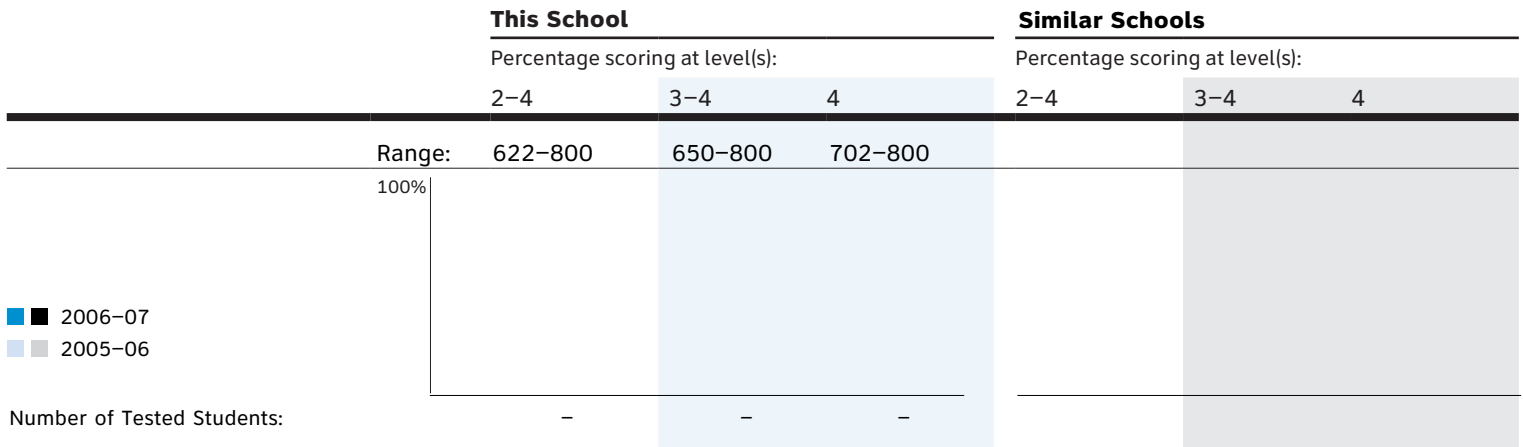 This School Similar Schools
Percentage scoring at level(s): Percentage scoring at level(s):
2–4 3–4 4 2–4 3–4 4
Range: 622–800 650–800 702–800
100%
2006–07
2005–06
Number of Tested Students: – – –